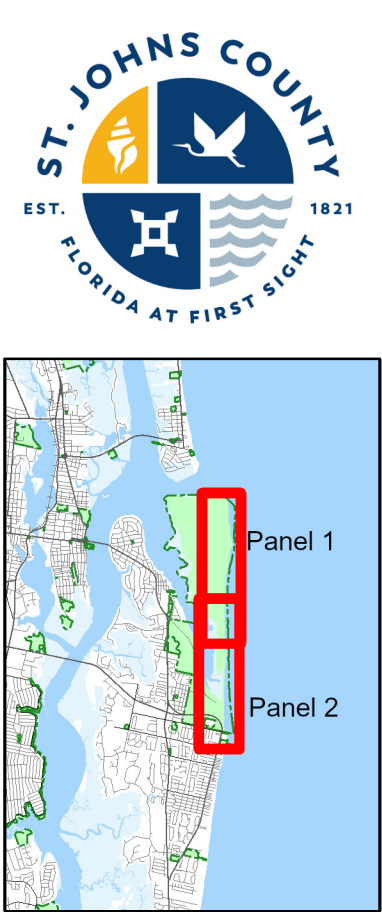 ST. JOHNS COUNTY
EST. 1821
FLORIDA AT FIRST SIGHT
Panel 1
Panel 2